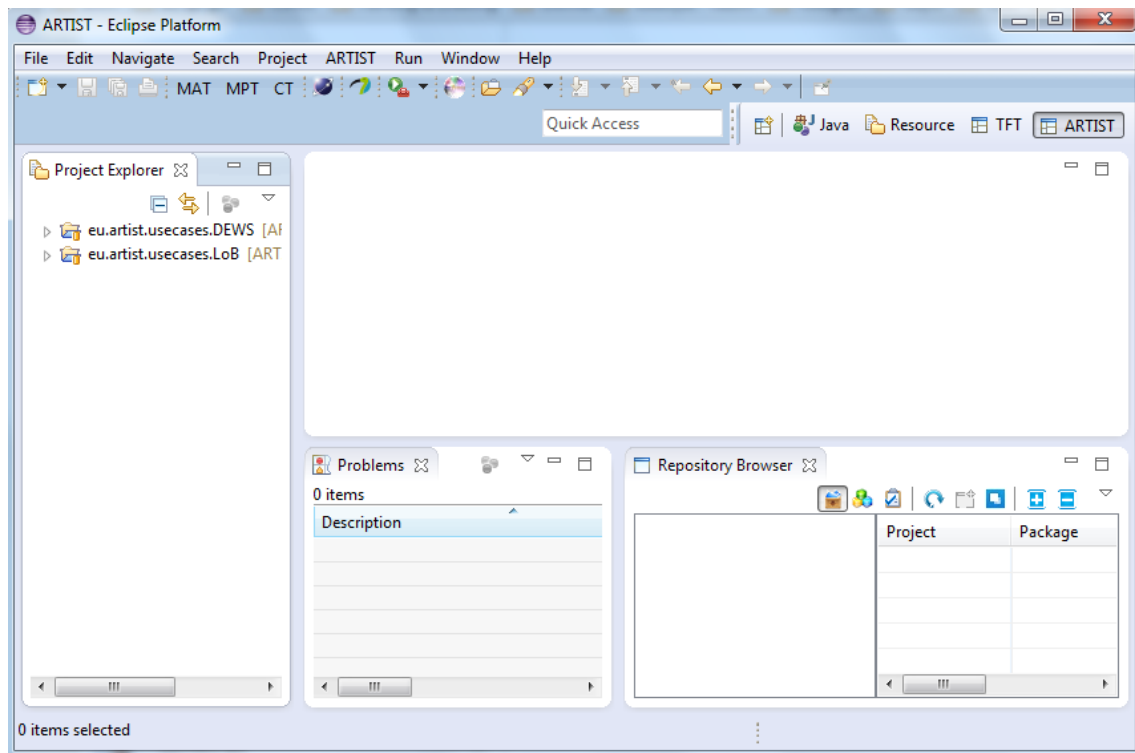 ARTIST - Eclipse Platform
File Edit Navigate Search Project ARTIST Run Window Help
MAT MPT CT
Quick Access
Java Resource TFT ARTIST
Project Explorer
eu.artist.usecases.DEWS [AR
eu.artist.usecases.LoB [ART
Problems
0 items
Description
Repository Browser
Project Package
0 items selected